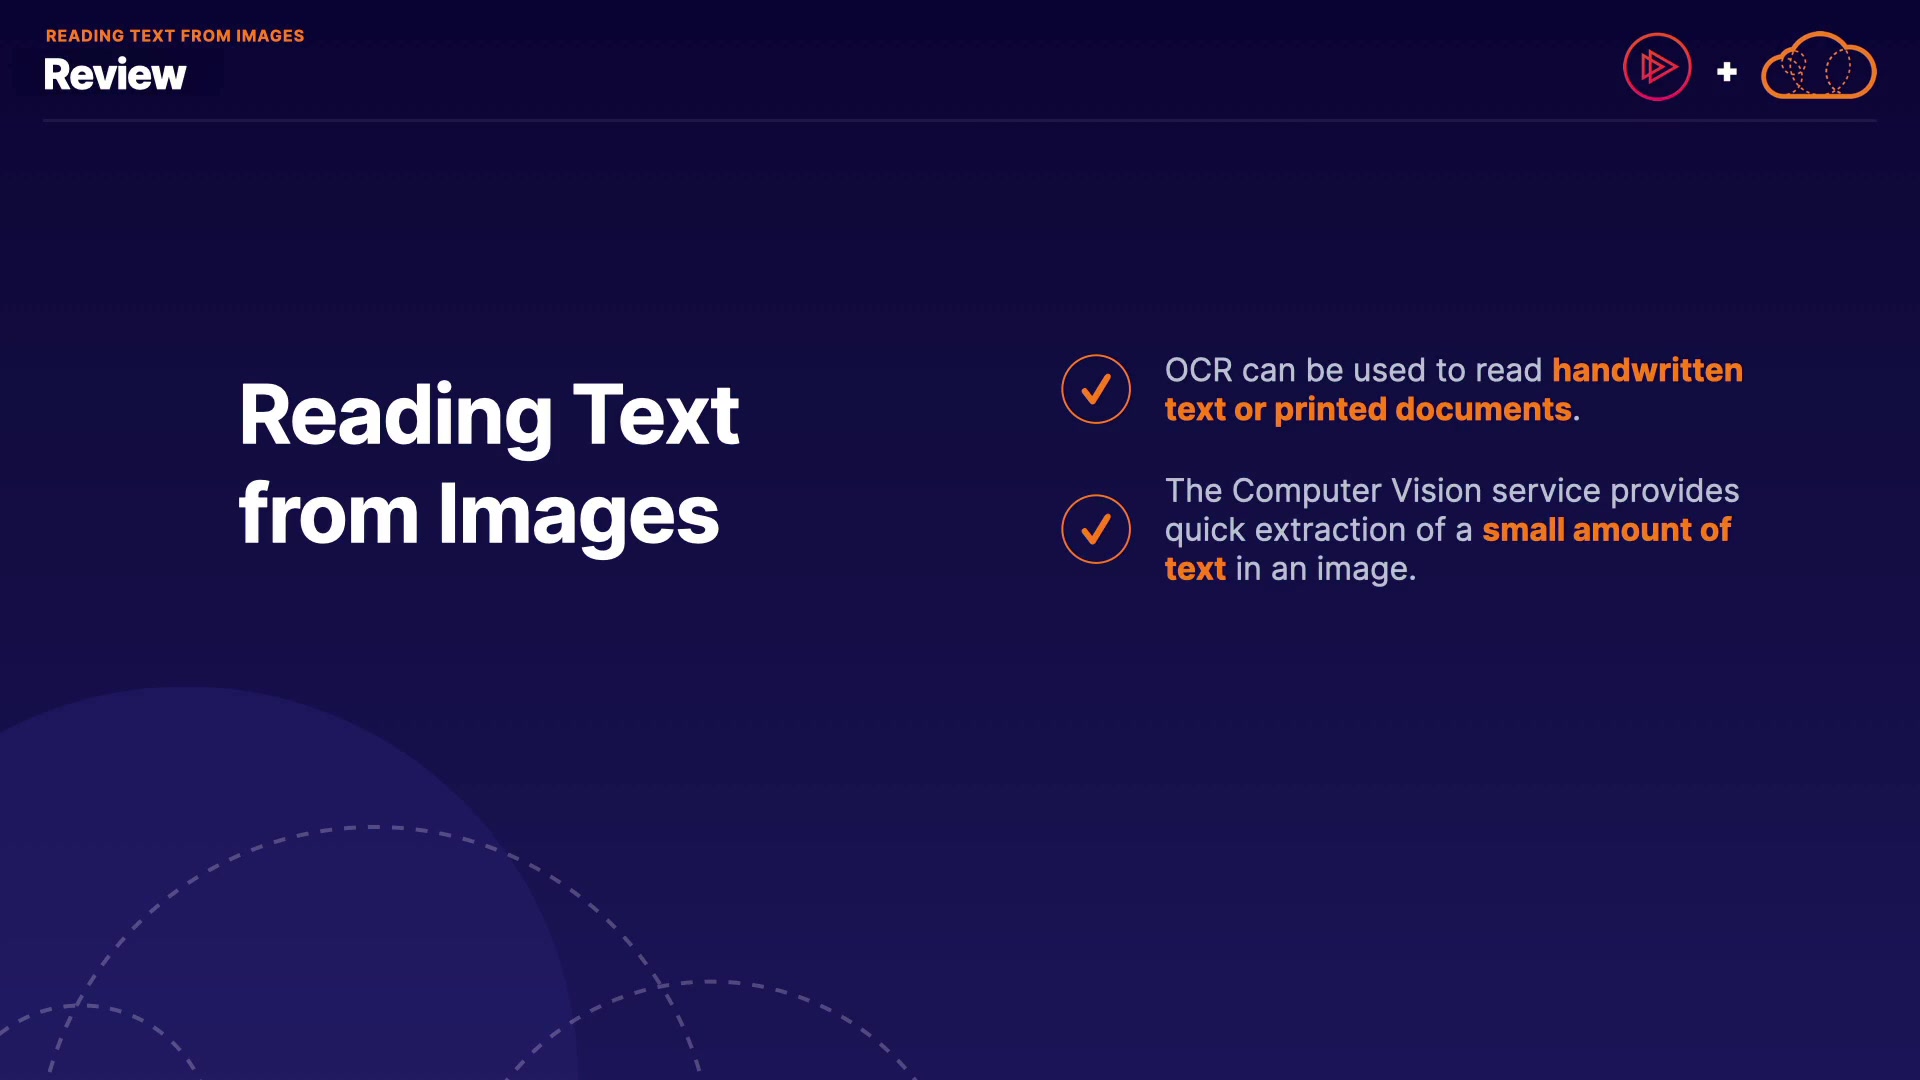 READING TEXT FROM IMAGES
Review
Reading Text
from Images
OCR can be used to read handwritten
text or printed documents.
The Computer Vision service provides
quick extraction of a small amount of
text in an image.